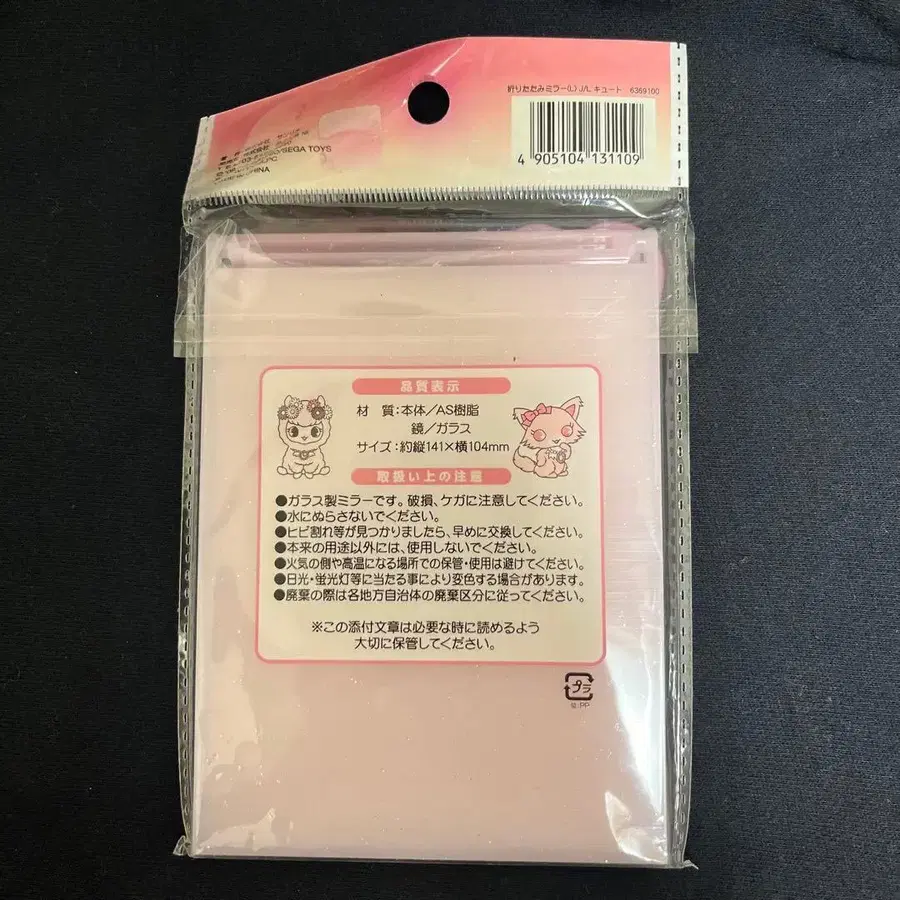 折りたたみミラー(L) J/L キュート 6369100
4 905104 131109
/SEGA TOYS
品質表示
材 質:本体/AS樹脂
鏡/ガラス
サイズ:約縦141×横104mm
取扱い上の注意
●ガラス製ミラーです。破損、ケガに注意してください。
●水にぬらさないでください。
●ヒビ割れ等が見つかりましたら、早めに交換してください。
●本来の用途以外には、使用しないでください。
●火気の側や高温になる場所での保管・使用は避けてください。
●日光・蛍光灯等に当たる事により変色する場合があります。
●廃棄の際は各地方自治体の廃棄区分に従ってください。
※この添付文章は必要な時に読めるよう
大切に保管してください。
プラ
PP